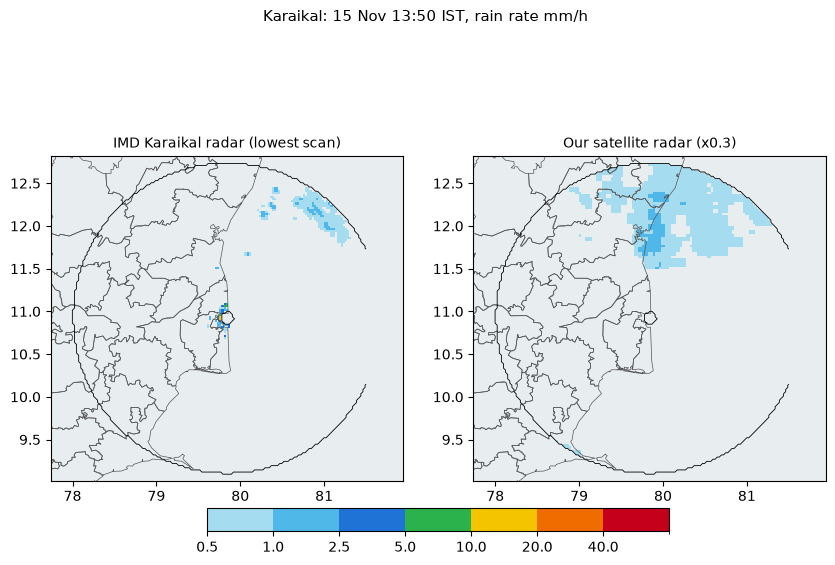 Karaikal: 15 Nov 13:50 IST, rain rate mm/h
IMD Karaikal radar (lowest scan)
Our satellite radar (x0.3)
12.5
12.0
11.5
11.0
10.5
10.0
9.5
78 79 80 81
12.5
12.0
11.5
11.0
10.5
10.0
9.5
78 79 80 81
0.5 1.0 2.5 5.0 10.0 20.0 40.0